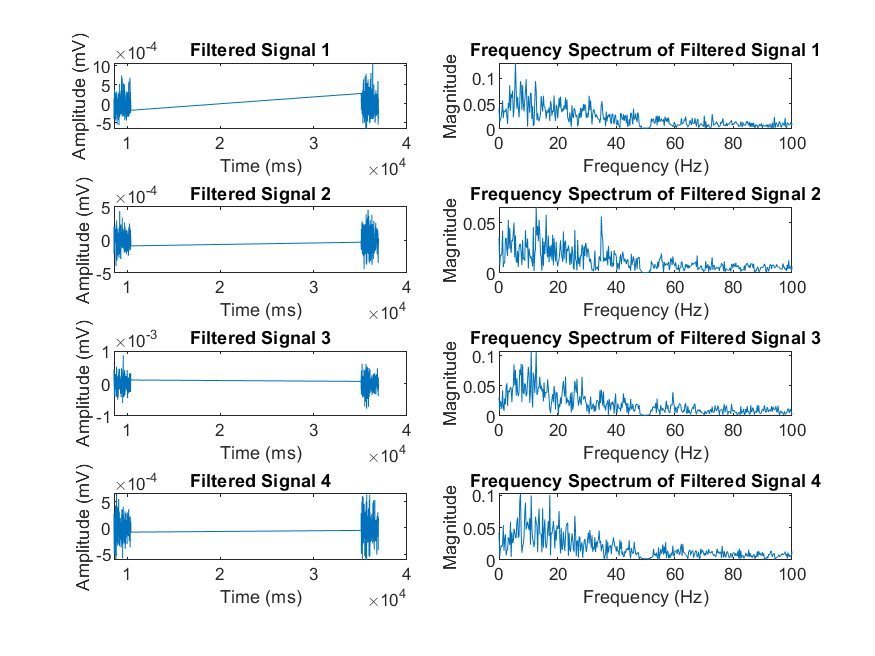 Filtered Signal 1
×10-4
Amplitude (mV)
10
5
0
-5
1 2 3 4
Time (ms)
×104
Frequency Spectrum of Filtered Signal 1
Magnitude
0.1
0.05
0
0 20 40 60 80 100
Frequency (Hz)
Filtered Signal 2
×10-4
Amplitude (mV)
5
0
-5
1 2 3 4
Time (ms)
×104
Frequency Spectrum of Filtered Signal 2
Magnitude
0.05
0
0 20 40 60 80 100
Frequency (Hz)
Filtered Signal 3
×10-3
Amplitude (mV)
1
0
-1
1 2 3 4
Time (ms)
×104
Frequency Spectrum of Filtered Signal 3
Magnitude
0.1
0.05
0
0 20 40 60 80 100
Frequency (Hz)
Filtered Signal 4
×10-4
Amplitude (mV)
5
0
-5
1 2 3 4
Time (ms)
×104
Frequency Spectrum of Filtered Signal 4
Magnitude
0.1
0.05
0
0 20 40 60 80 100
Frequency (Hz)